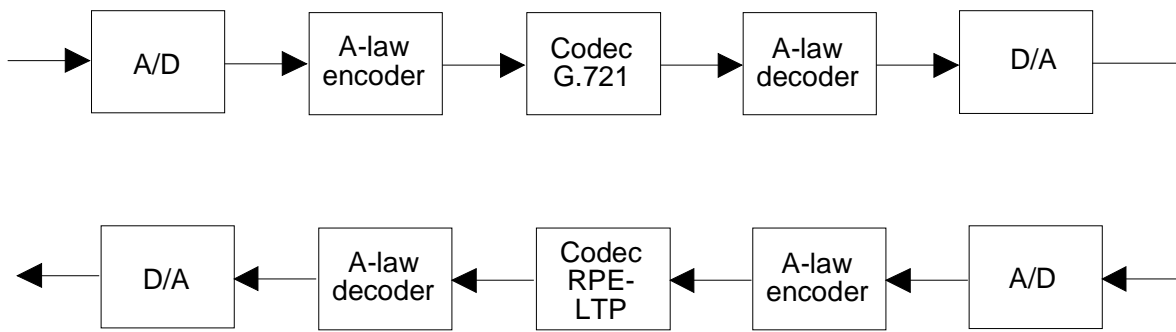 A/D
A-law
encoder
Codec
G.721
A-law
decoder
D/A
D/A
A-law
decoder
Codec
RPE-
LTP
A-law
encoder
A/D